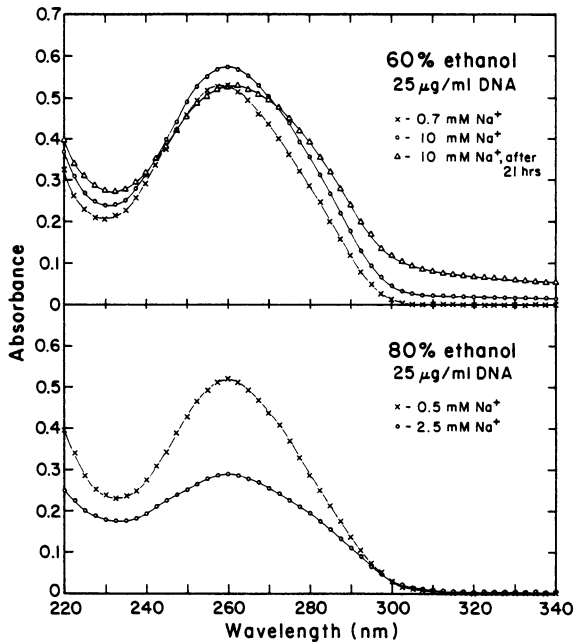 0.7
60% ethanol
25 μg/ml DNA
0.6
0.5
x - 0.7 mM Na+
o - 10 mM Na+
0.4
△ - 10 mM Na+, after
21 hrs
0.3
0.2
0.1
0
Absorbance
80% ethanol
25 μg/ml DNA
0.6
0.5
x - 0.5 mM Na+
o - 2.5 mM Na+
0.4
0.3
0.2
0.1
0
220 240 260 280 300 320 340
Wavelength (nm)